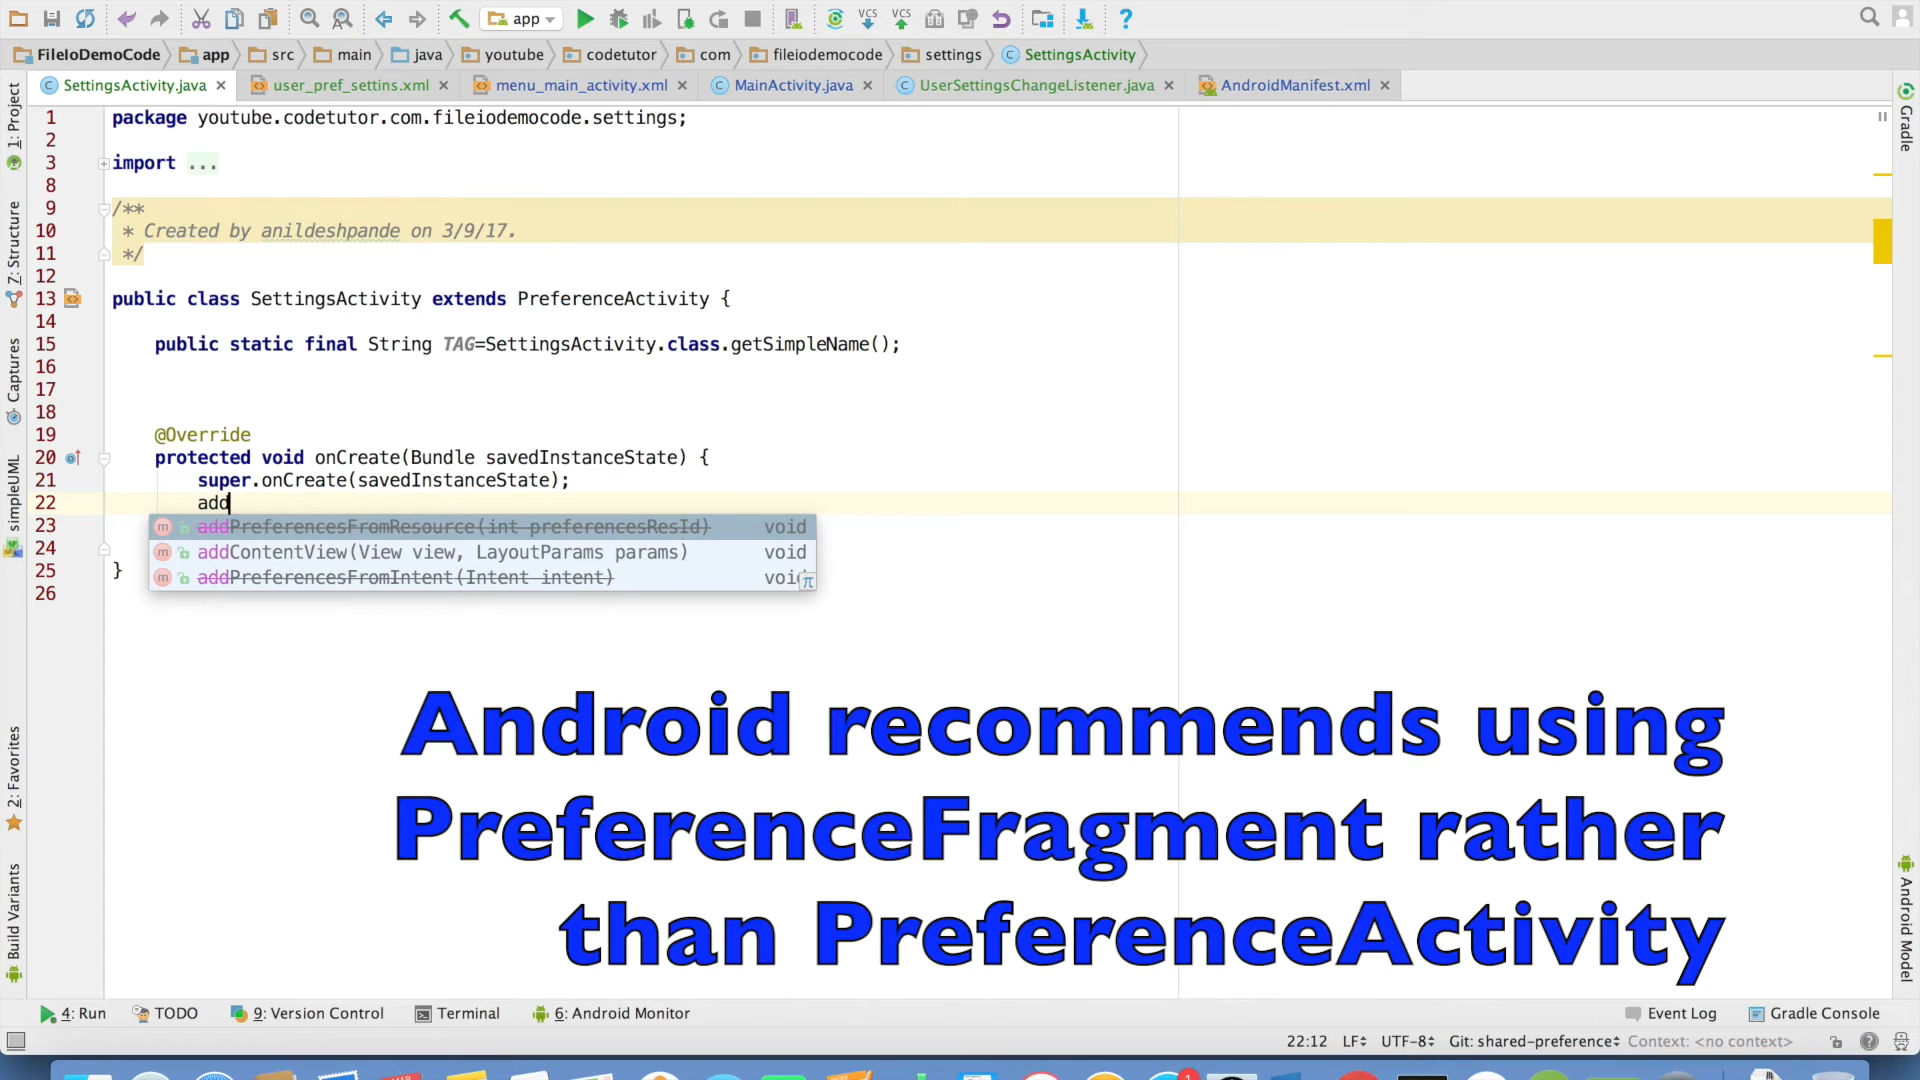 app
VCS VCS
FileIoDemoCode app src main java youtube codetutor com fileiodemocode settings SettingsActivity
SettingsActivity.java user_pref_settins.xml menu_main_activity.xml MainActivity.java UserSettingsChangeListener.java AndroidManifest.xml
1: Project
Z: Structure
Captures
simpleUML
2: Favorites
Build Variants
1 package youtube.codetutor.com.fileiodemocode.settings;
2
3 import ...
8
9 /**
10 * Created by anildeshpande on 3/9/17.
11 */
12
13 public class SettingsActivity extends PreferenceActivity {
14
15 public static final String TAG=SettingsActivity.class.getSimpleName();
16
17
18
19 @Override
20 protected void onCreate(Bundle savedInstanceState) {
21 super.onCreate(savedInstanceState);
22 add
23
24
25 }
26
m addPreferencesFromResource(int preferencesResId) void
m addContentView(View view, LayoutParams params) void
m addPreferencesFromIntent(Intent intent) void
π
Android recommends using
PreferenceFragment rather
than PreferenceActivity
Gradle
Android Model
4: Run TODO 9: Version Control Terminal 6: Android Monitor Event Log Gradle Console
22:12 LF UTF-8 Git: shared-preference Context: <no context>